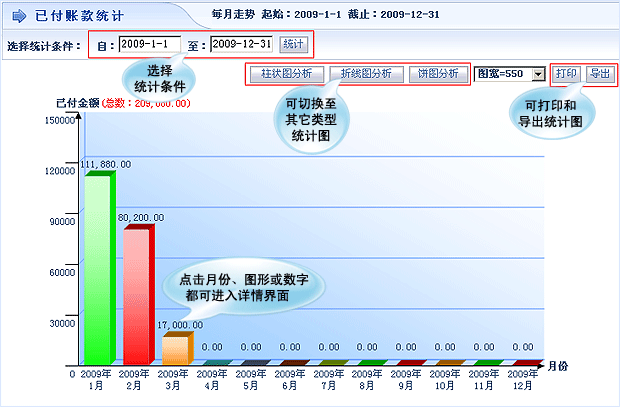 已付账款统计
每月走势 起始：2009-1-1 截止：2009-12-31
选择统计条件：
自：2009-1-1 至：2009-12-31 统计
选择
统计条件
柱状图分析 折线图分析 饼图分析 图宽=550 打印 导出
可切换至
其它类型
统计图
可打印和
导出统计图
已付金额(总数：209,080.00)
150000
120000
90000
60000
30000
0
111,880.00
80,200.00
17,000.00
0.00 0.00 0.00 0.00 0.00 0.00 0.00 0.00 0.00
点击月份、图形或数字
都可进入详情界面
月份
2009年 2009年 2009年 2009年 2009年 2009年 2009年 2009年 2009年 2009年 2009年 2009年
1月 2月 3月 4月 5月 6月 7月 8月 9月 10月 11月 12月